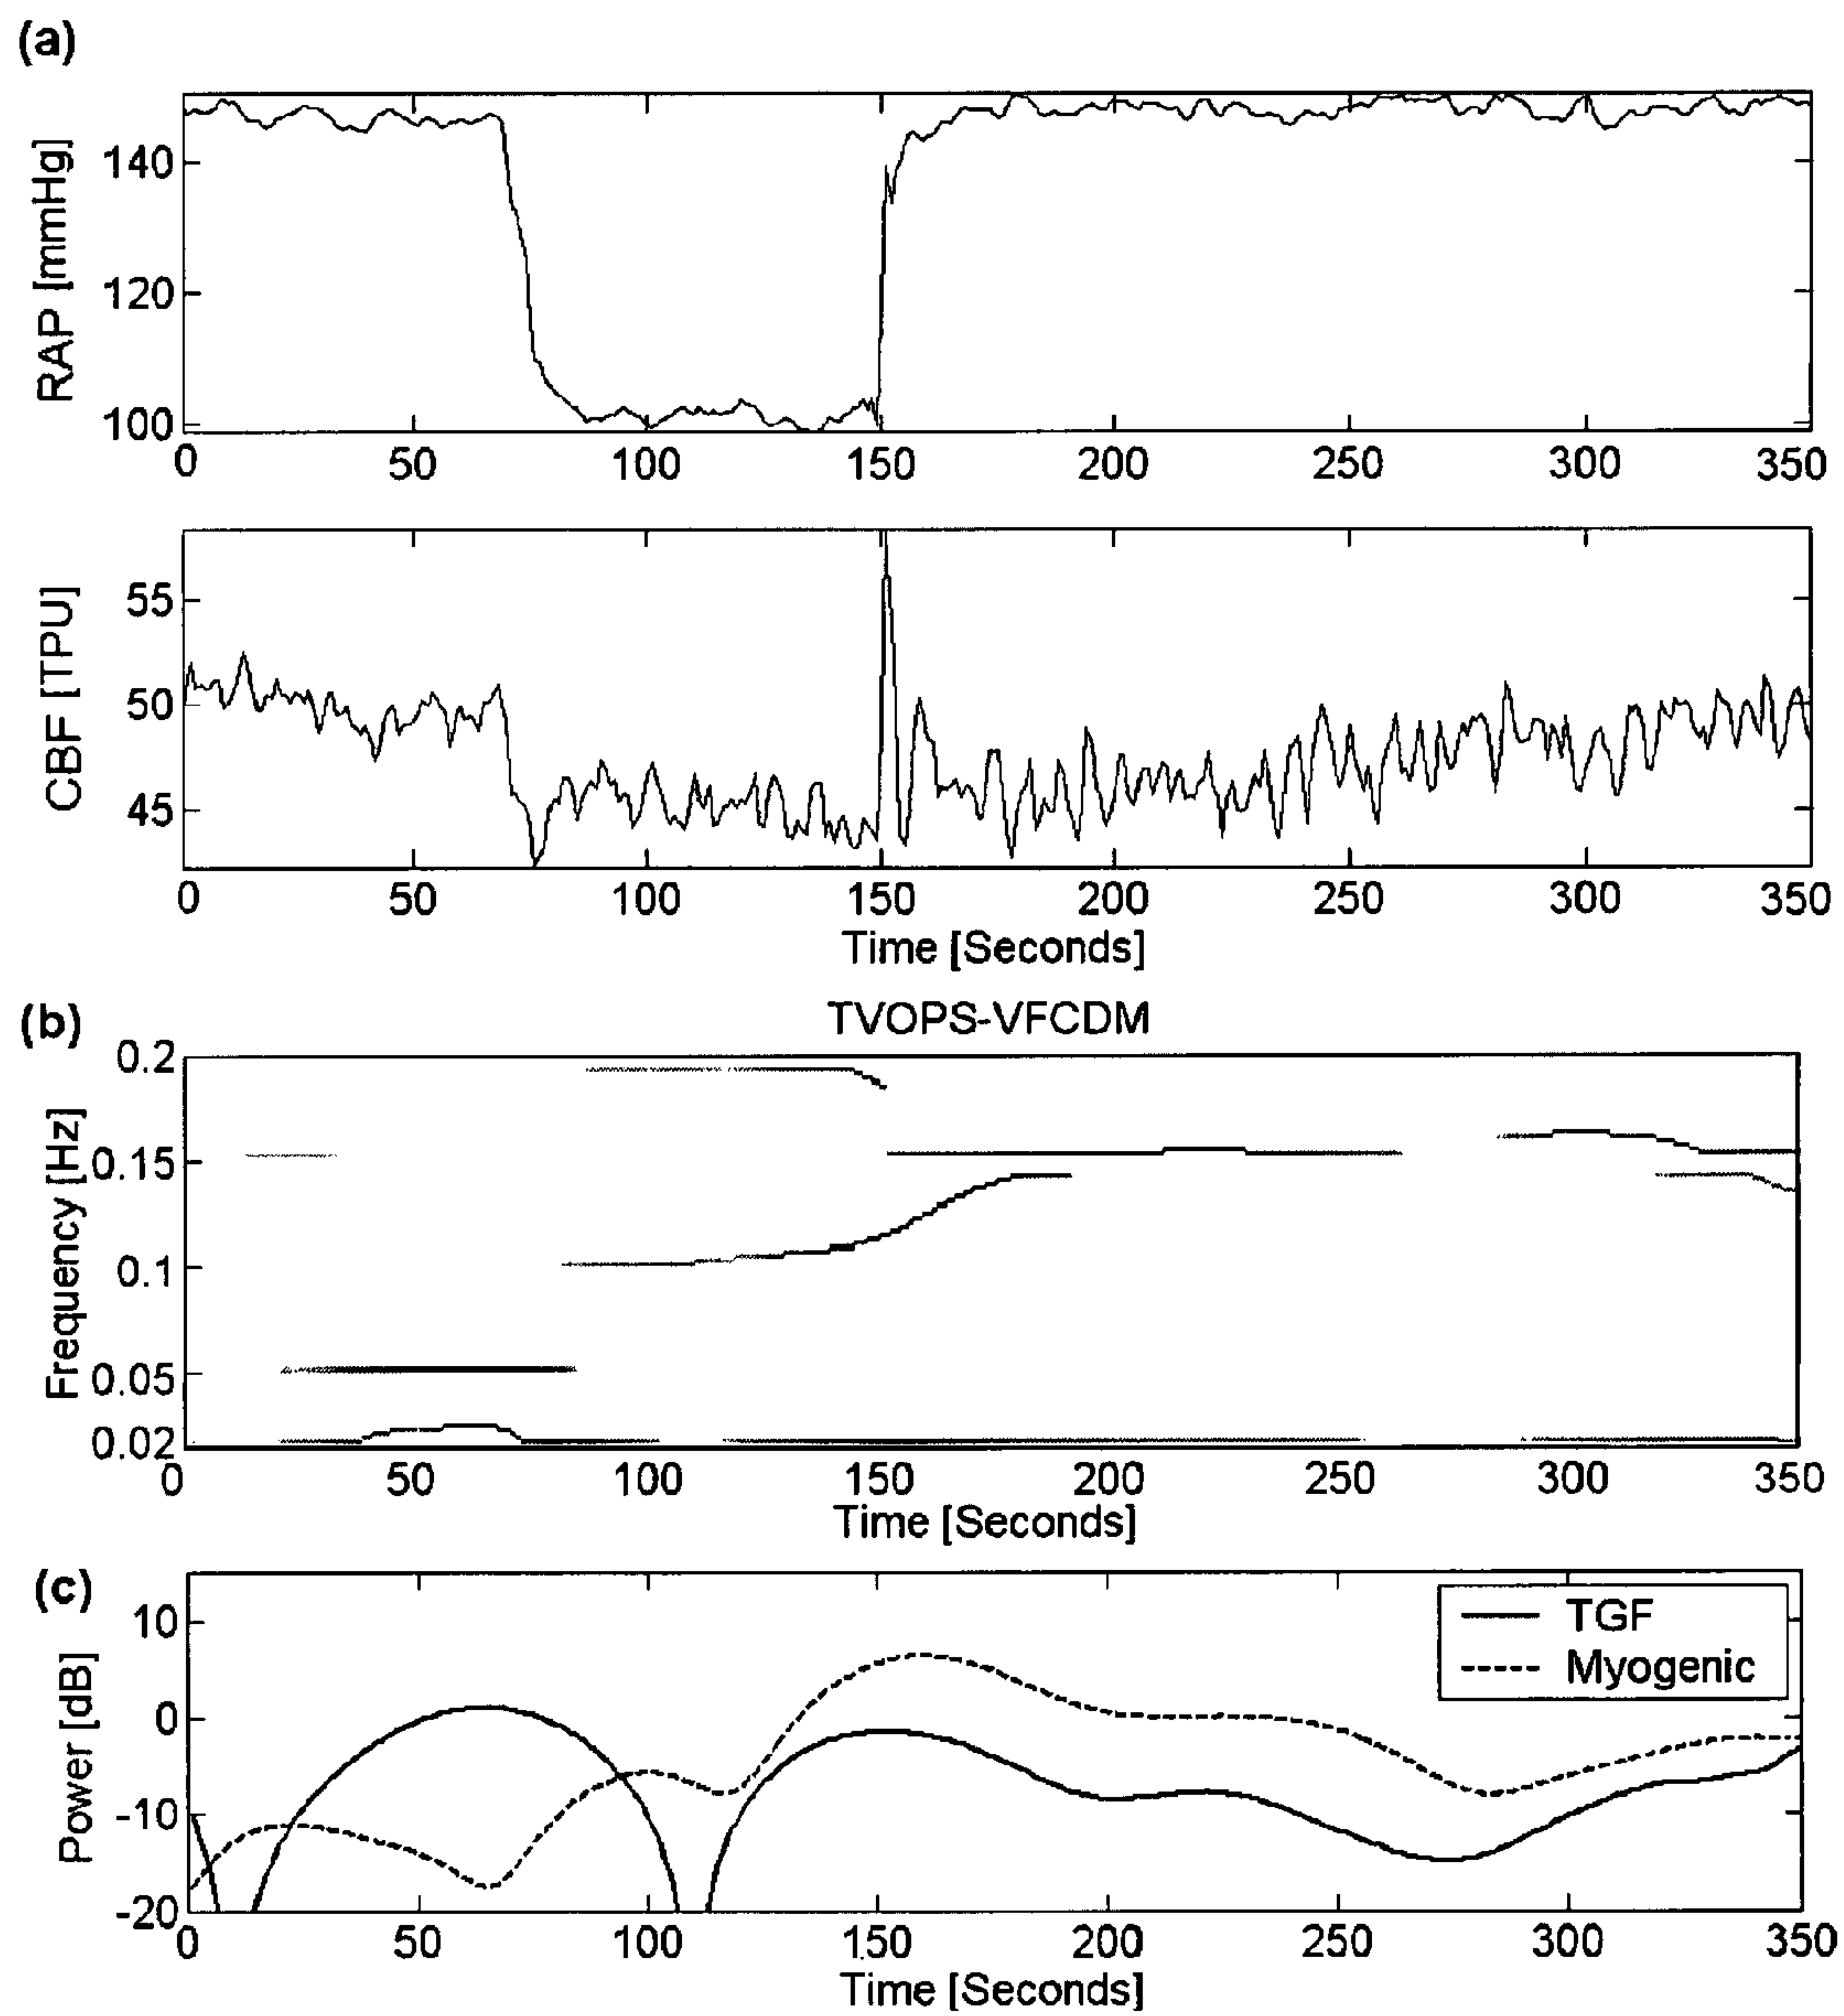 (a)
RAP [mmHg]
140
120
100
0 50 100 150 200 250 300 350
CBF [TPU]
55
50
45
0 50 100 150 200 250 300 350
Time [Seconds]
(b)
TVOPS-VFCDM
Frequency [Hz]
0.2
0.15
0.1
0.05
0.02
0 50 100 150 200 250 300 350
Time [Seconds]
(c)
Power [dB]
10
0
-10
-20
TGF
Myogenic
0 50 100 150 200 250 300 350
Time [Seconds]